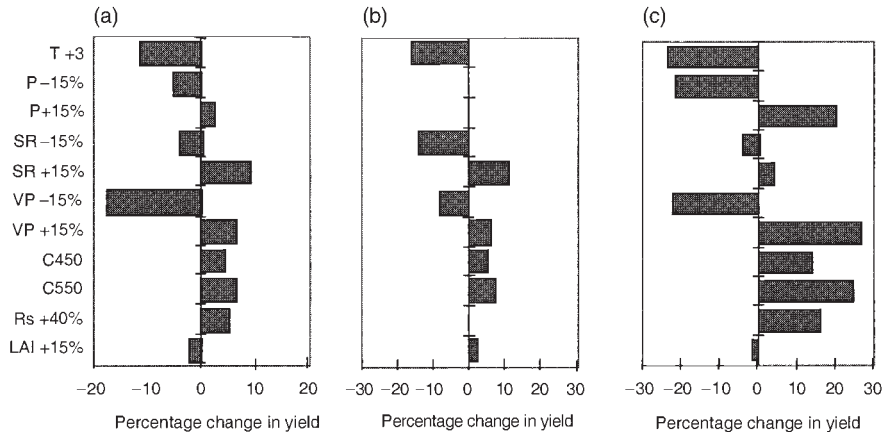 (a) (b) (c)
T +3
P −15%
P+15%
SR −15%
SR +15%
VP −15%
VP +15%
C450
C550
Rs +40%
LAI +15%
−20 −10 0 10 20
−30 −20 −10 0 10 20 30
−30 −20 −10 0 10 20 30
Percentage change in yield Percentage change in yield Percentage change in yield